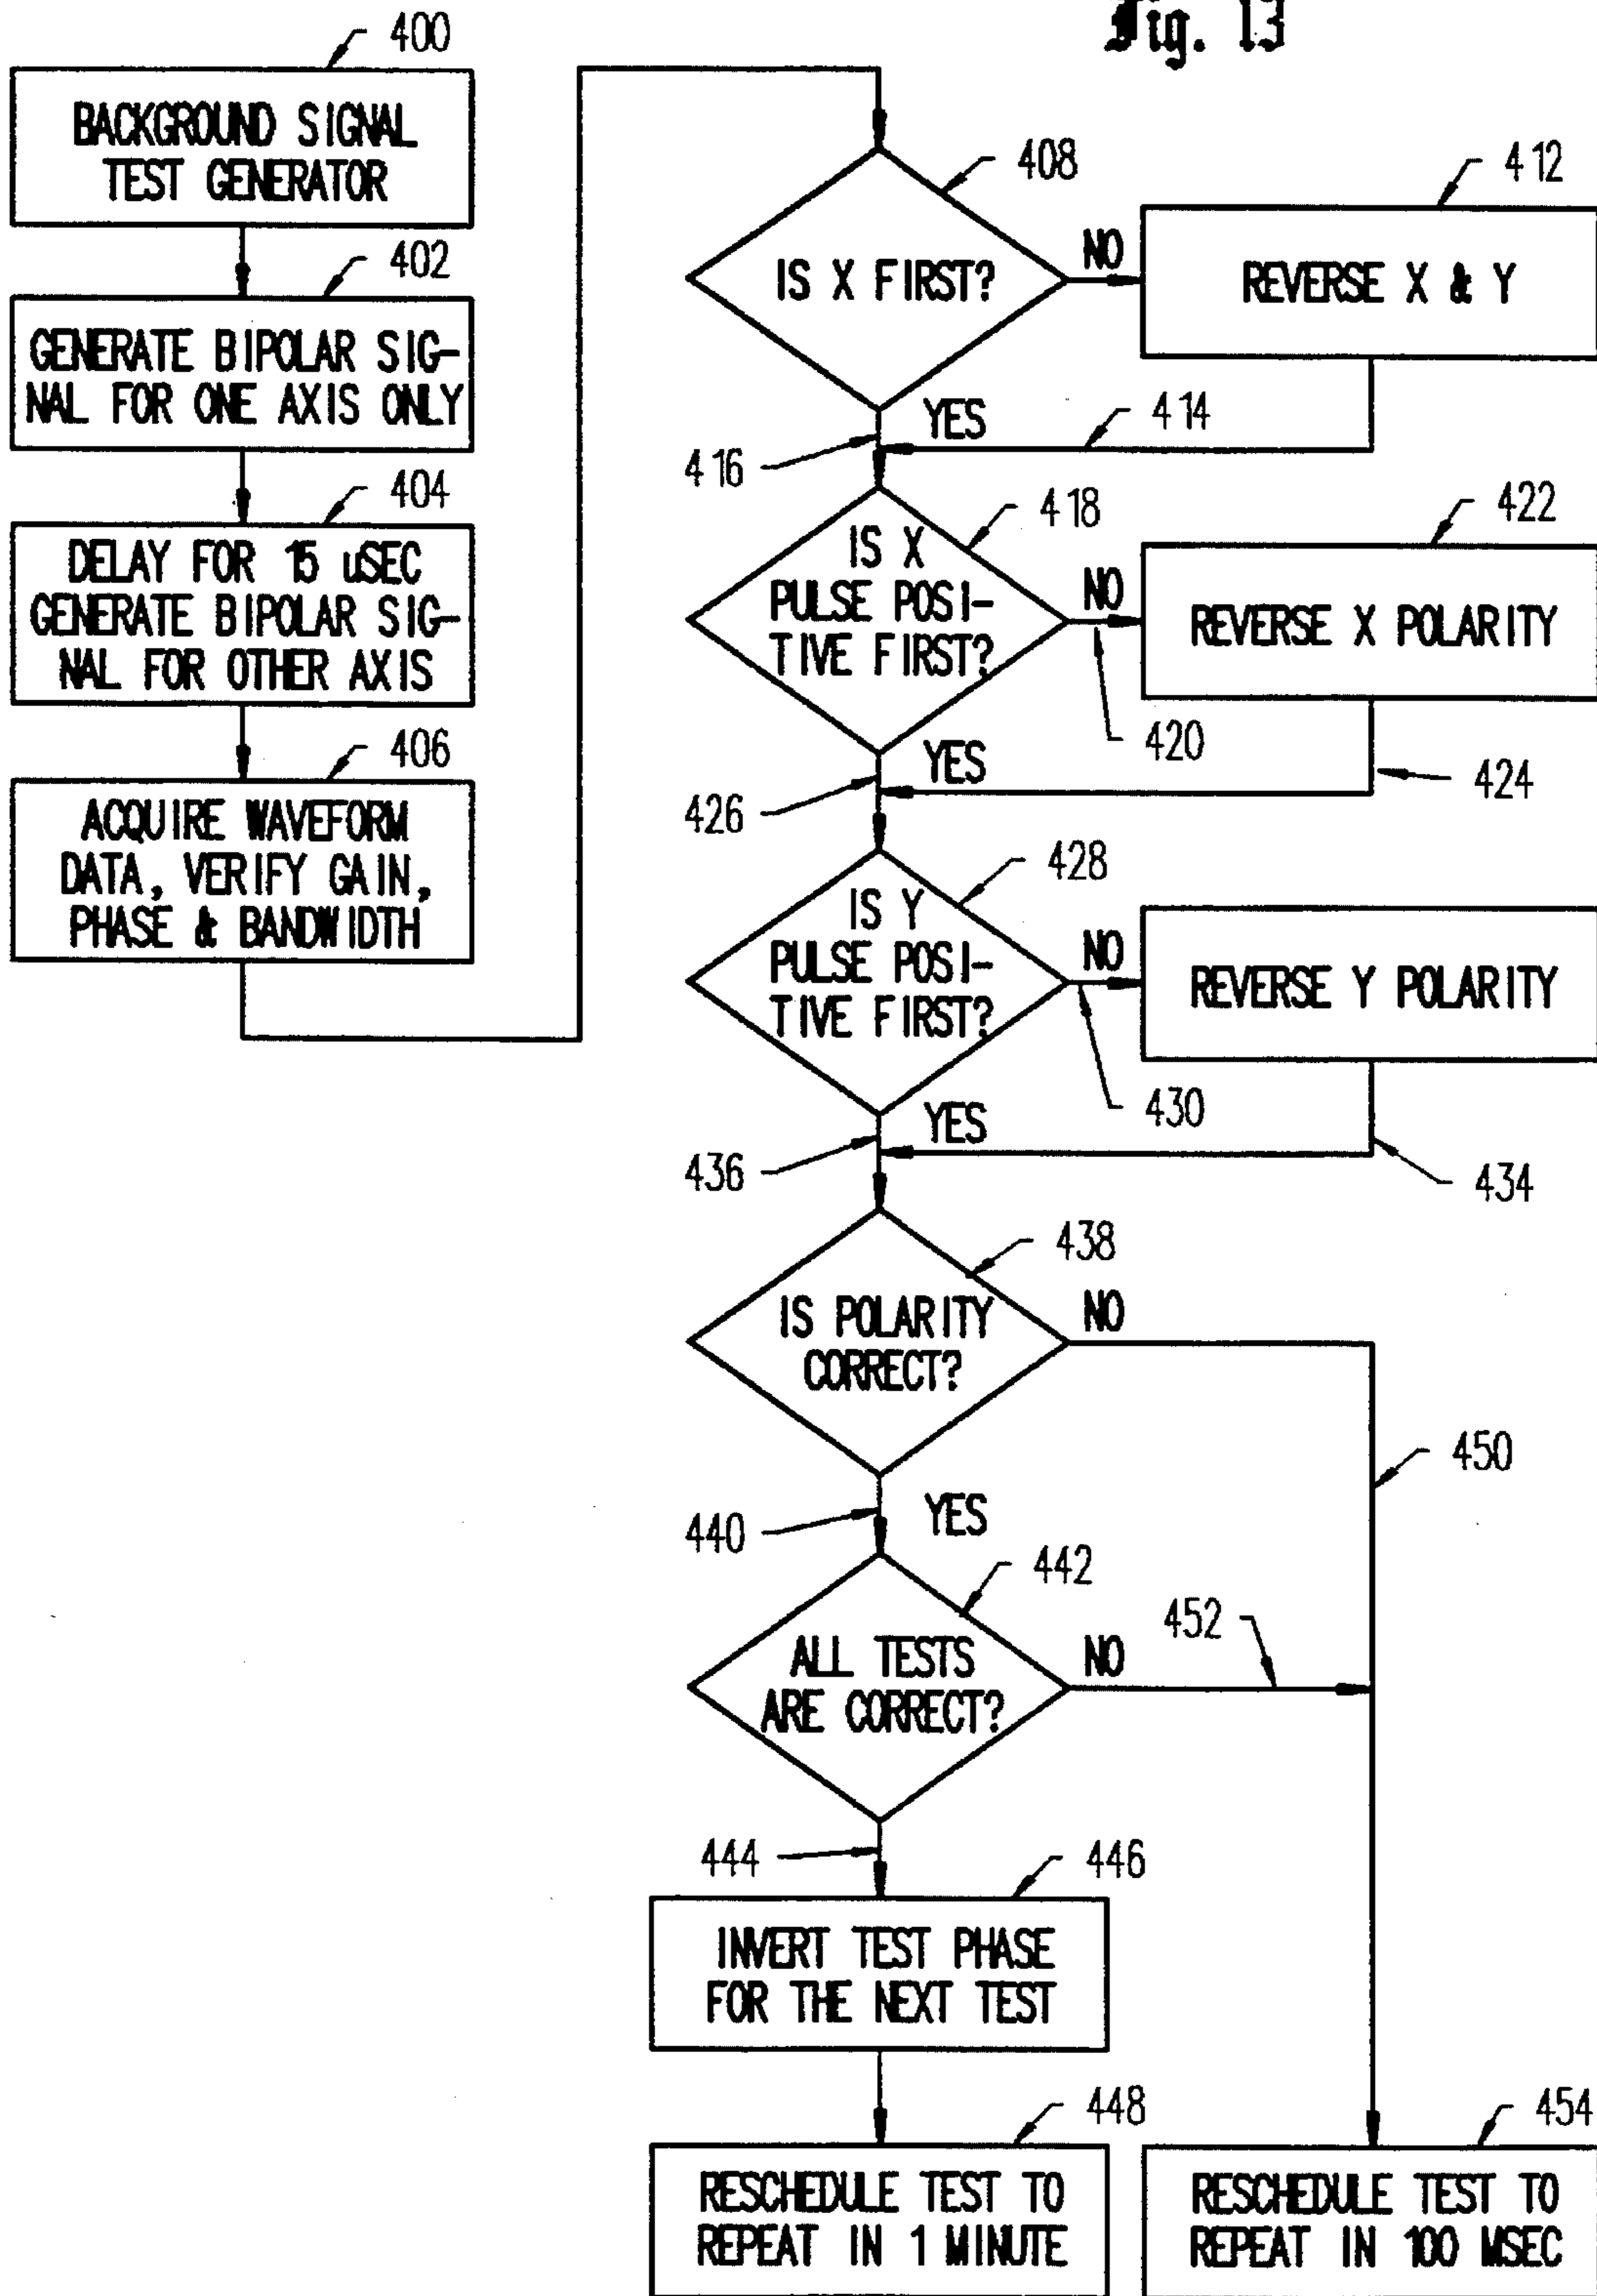 Fig. 13
400
BACKGROUND SIGNAL
TEST GENERATOR
402
GENERATE BIPOLAR SIG-
NAL FOR ONE AXIS ONLY
404
DELAY FOR 15 uSEC
GENERATE BIPOLAR SIG-
NAL FOR OTHER AXIS
406
ACQUIRE WAVEFORM
DATA, VERIFY GAIN,
PHASE & BANDWIDTH
408
IS X FIRST?
NO
412
REVERSE X & Y
YES
414
416
418
IS X
PULSE POSI-
TIVE FIRST?
NO
420
422
REVERSE X POLARITY
YES
424
426
428
IS Y
PULSE POSI-
TIVE FIRST?
NO
430
REVERSE Y POLARITY
YES
434
436
438
IS POLARITY
CORRECT?
NO
450
440
YES
442
ALL TESTS
ARE CORRECT?
NO
452
444
446
INVERT TEST PHASE
FOR THE NEXT TEST
448
RESCHEDULE TEST TO
REPEAT IN 1 MINUTE
454
RESCHEDULE TEST TO
REPEAT IN 100 MSEC